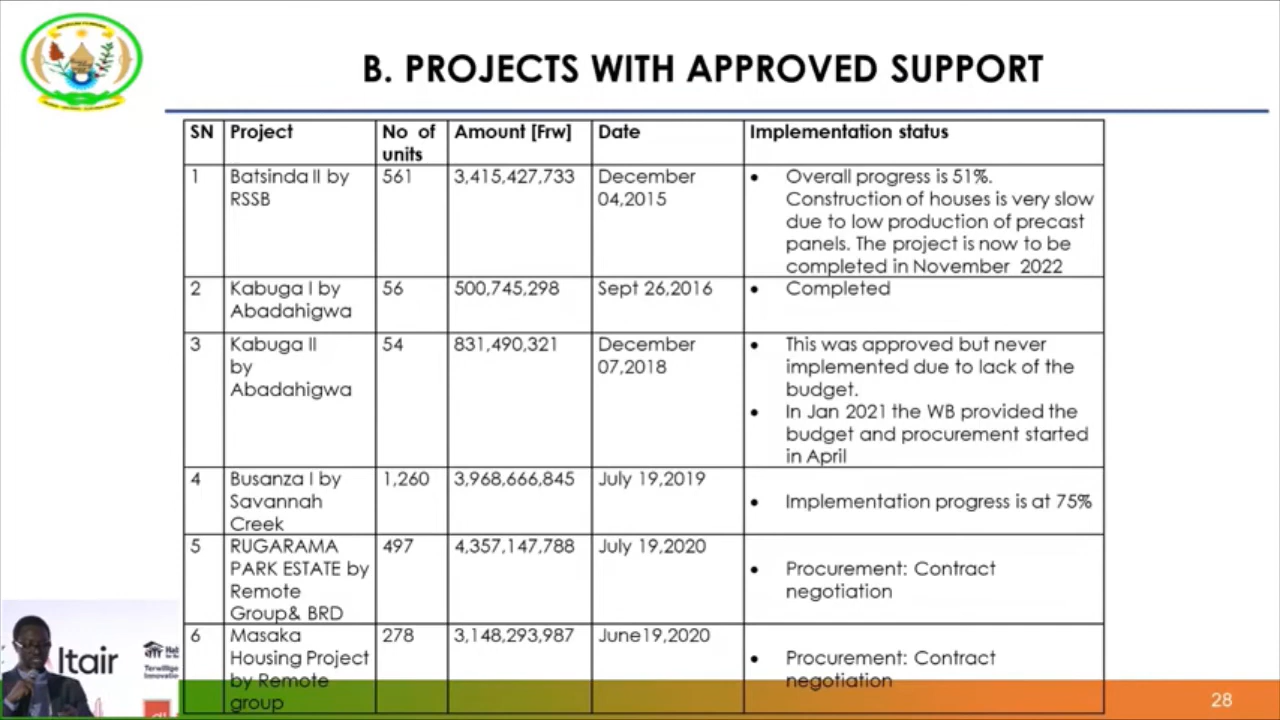 B. PROJECTS WITH APPROVED SUPPORT
SN Project No of units Amount [Frw] Date Implementation status
1 Batsinda II by RSSB 561 3,415,427,733 December 04,2015 • Overall progress is 51%. Construction of houses is very slow due to low production of precast panels. The project is now to be completed in November 2022
2 Kabuga I by Abadahigwa 56 500,745,298 Sept 26,2016 • Completed
3 Kabuga II by Abadahigwa 54 831,490,321 December 07,2018 • This was approved but never implemented due to lack of the budget.
• In Jan 2021 the WB provided the budget and procurement started in April
4 Busanza I by Savannah Creek 1,260 3,968,666,845 July 19,2019 • Implementation progress is at 75%
5 RUGARAMA PARK ESTATE by Remote Group& BRD 497 4,357,147,788 July 19,2020 • Procurement: Contract negotiation
6 Masaka Housing Project by Remote group 278 3,148,293,987 June19,2020 • Procurement: Contract negotiation
ltair
28